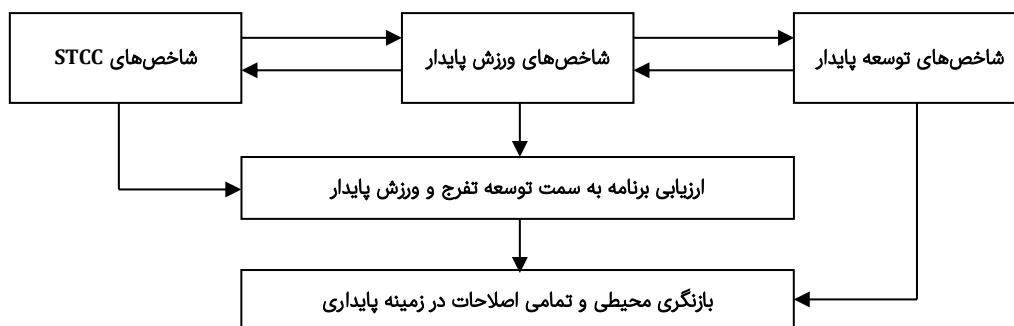 شاخص‌های توسعه پایدار
شاخص‌های ورزش پایدار
شاخص‌های STCC
ارزیابی برنامه به سمت توسعه تفرج و ورزش پایدار
بازنگری محیطی و تمامی اصلاحات در زمینه پایداری